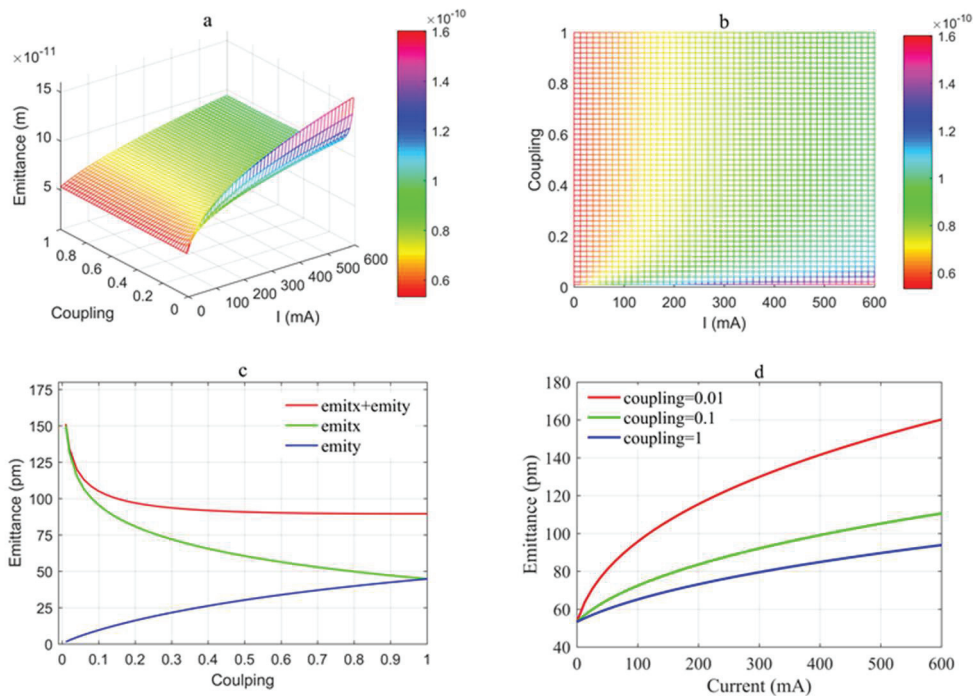 a
×10⁻¹¹
15
10
5
Emittance (m)
1
0.8
0.6
0.4
0.2
0
Coupling
0
100
200
300
400
500
600
I (mA)
×10⁻¹⁰
1.6
1.4
1.2
1
0.8
0.6
b
1
0.8
0.6
0.4
0.2
0
Coupling
0 100 200 300 400 500 600
I (mA)
×10⁻¹⁰
1.6
1.4
1.2
1
0.8
0.6
c
175
150
125
100
75
50
25
0
Emittance (pm)
emitx+emity
emitx
emity
0 0.1 0.2 0.3 0.4 0.5 0.6 0.7 0.8 0.9 1
Coulping
d
180
160
140
120
100
80
60
40
Emittance (pm)
coupling=0.01
coupling=0.1
coupling=1
0 100 200 300 400 500 600
Current (mA)